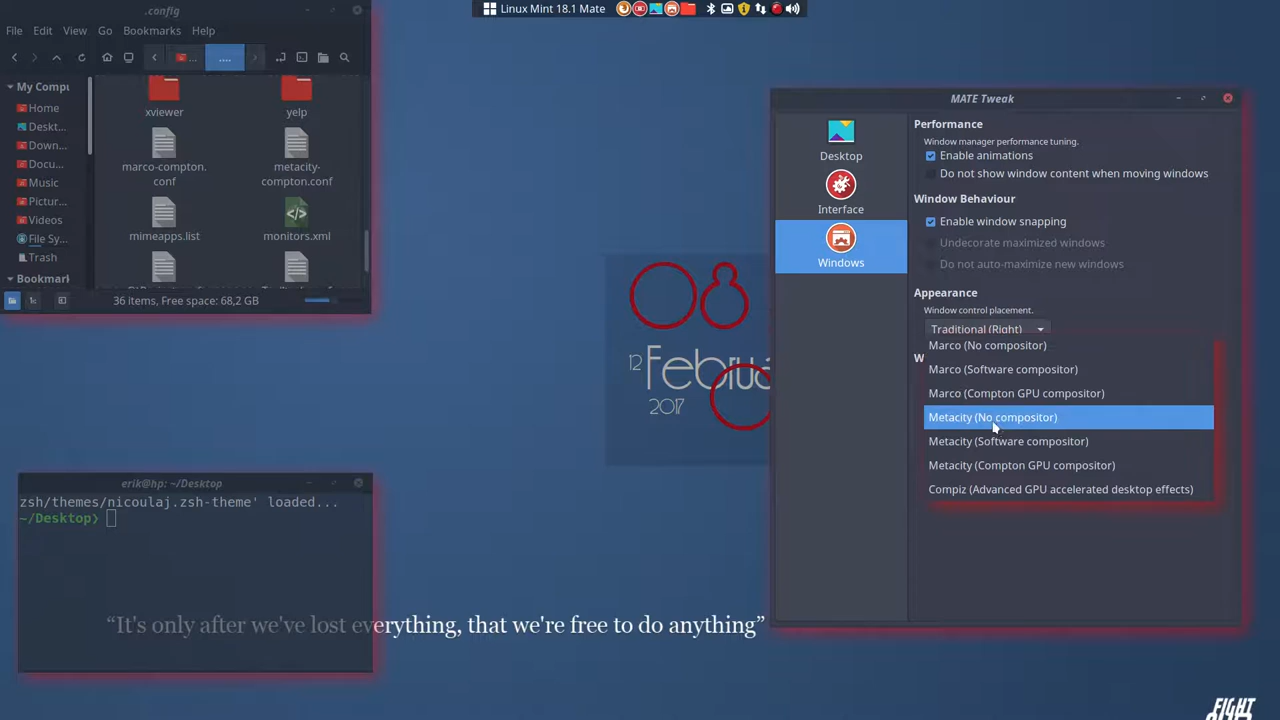 Linux Mint 18.1 Mate
.config
File Edit View Go Bookmarks Help
....
My Compu
Home
Deskt...
Down...
Docu...
Music
Pictur...
Videos
File Sy...
Trash
Bookmark
xviewer
yelp
marco-compton.
conf
metacity-
compton.conf
mimeapps.list
monitors.xml
36 items, Free space: 68,2 GB
MATE Tweak
Desktop
Interface
Windows
Performance
Window manager performance tuning.
Enable animations
Do not show window content when moving windows
Window Behaviour
Enable window snapping
Undecorate maximized windows
Do not auto-maximize new windows
Appearance
Window control placement.
Traditional (Right)
W
Marco (No compositor)
Marco (Software compositor)
Marco (Compton GPU compositor)
Metacity (No compositor)
Metacity (Software compositor)
Metacity (Compton GPU compositor)
Compiz (Advanced GPU accelerated desktop effects)
12
Februa
2017
erik@hp: ~/Desktop
zsh/themes/nicoulaj.zsh-theme' loaded...
~/Desktop❯
“It's only after we've lost everything, that we're free to do anything”
FIGHT